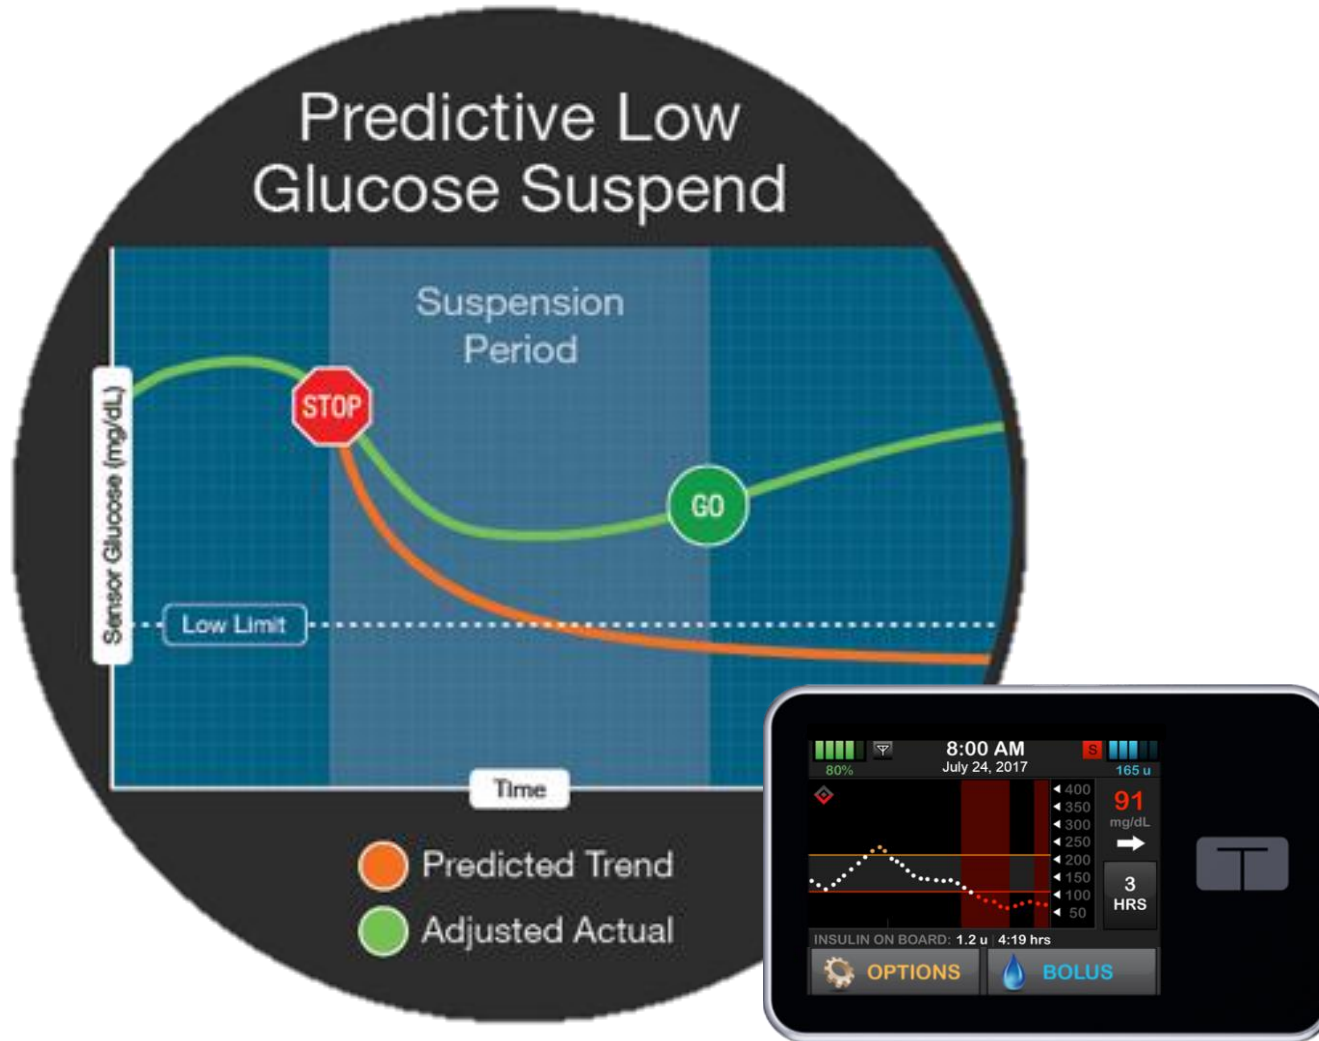 Predictive Low
Glucose Suspend
Suspension
Period
STOP
GO
Sensor Glucose (mg/dL)
Low Limit
Time
Predicted Trend
Adjusted Actual
80%
8:00 AM
July 24, 2017
S
165 u
400
350
300
250
200
150
100
50
91
mg/dL
3
HRS
INSULIN ON BOARD: 1.2 u | 4:19 hrs
OPTIONS
BOLUS